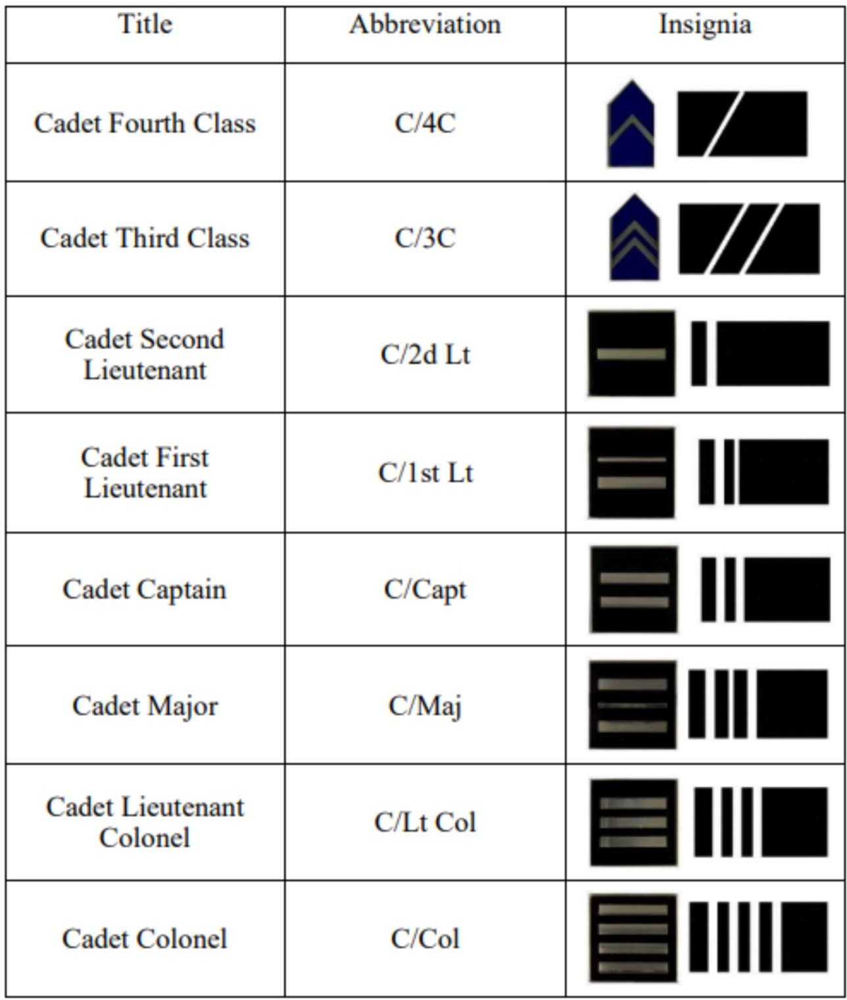 Title Abbreviation Insignia
Cadet Fourth Class C/4C
Cadet Third Class C/3C
Cadet Second
Lieutenant C/2d Lt
Cadet First
Lieutenant C/1st Lt
Cadet Captain C/Capt
Cadet Major C/Maj
Cadet Lieutenant
Colonel C/Lt Col
Cadet Colonel C/Col